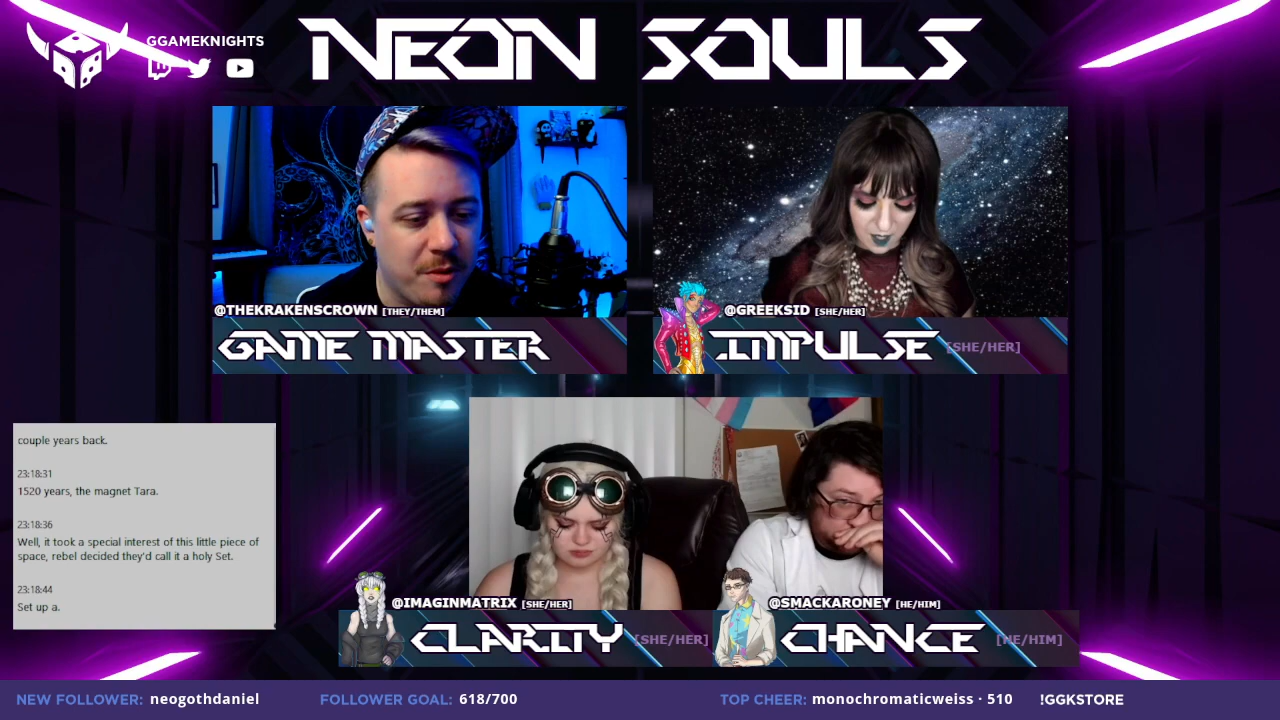 GGAMEKNIGHTS
NEON SOULS
@THEKRAKENSCROWN [THEY/THEM]
GAME MASTER
@GREEKSID [SHE/HER]
IMPULSE [SHE/HER]
couple years back.
23:18:31
1520 years, the magnet Tara.
23:18:36
Well, it took a special interest of this little piece of
space, rebel decided they'd call it a holy Set.
23:18:44
Set up a.
@IMAGINMATRIX [SHE/HER]
CLARITY [SHE/HER]
@SMACKARONEY [HE/HIM]
CHANCE [HE/HIM]
NEW FOLLOWER: neogothdaniel
FOLLOWER GOAL: 618/700
TOP CHEER: monochromaticweiss · 510
!GGKSTORE